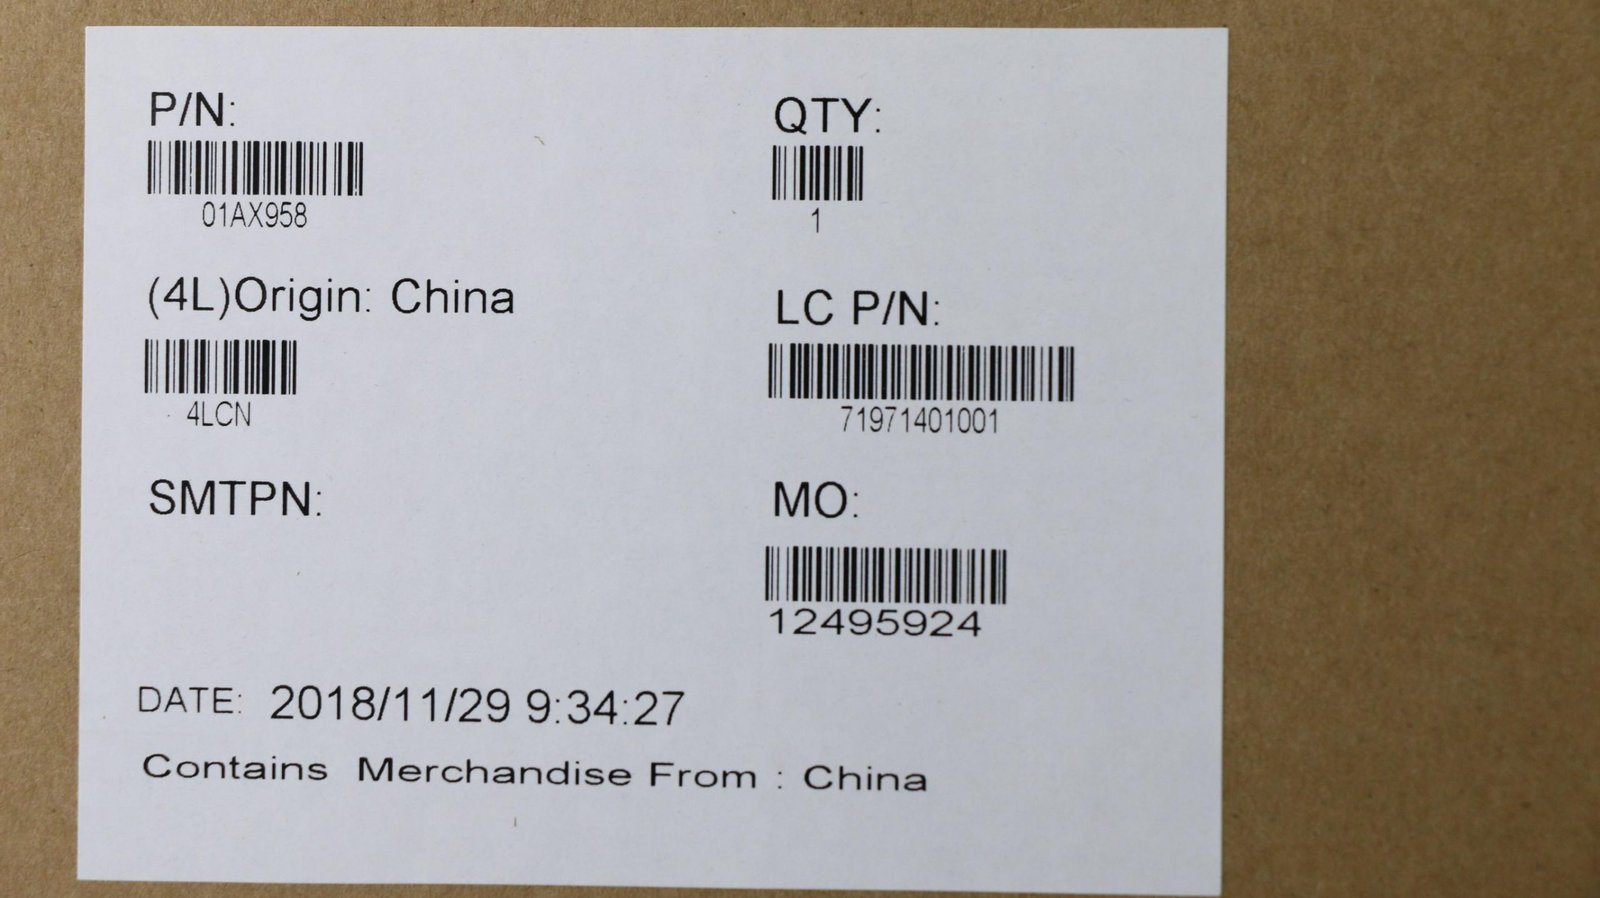 P/N:
01AX958
QTY:
1
(4L)Origin: China
4LCN
LC P/N:
71971401001
SMTPN:
MO:
12495924
DATE: 2018/11/29 9:34:27
Contains Merchandise From : China